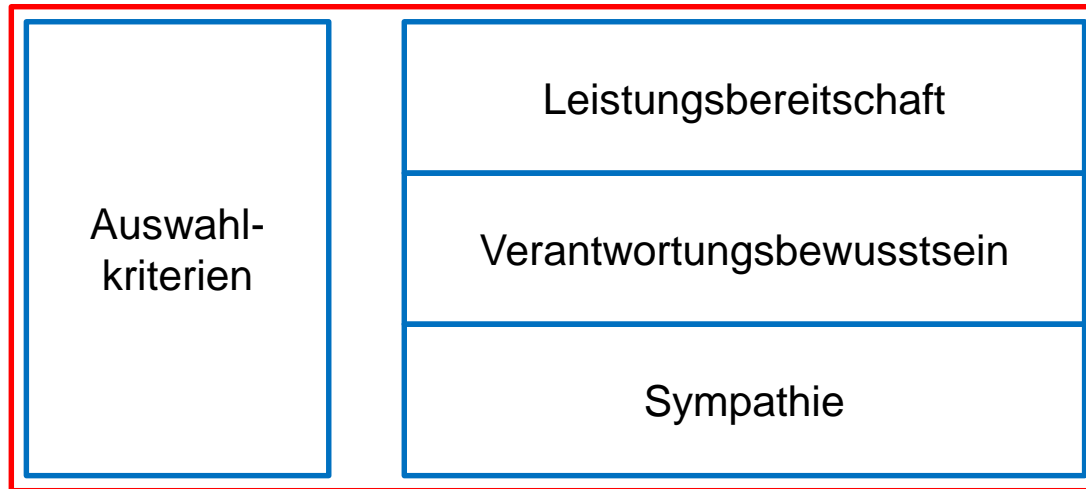 Auswahl-
kriterien
Leistungsbereitschaft
Verantwortungsbewusstsein
Sympathie